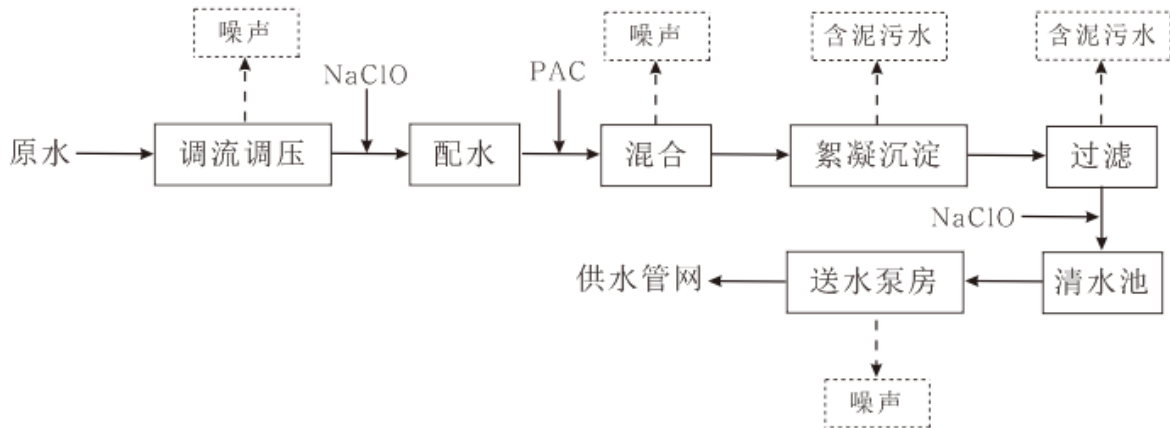 噪声
噪声
含泥污水
含泥污水
NaClO
PAC
原水
调流调压
配水
混合
絮凝沉淀
过滤
NaClO
供水管网
送水泵房
清水池
噪声